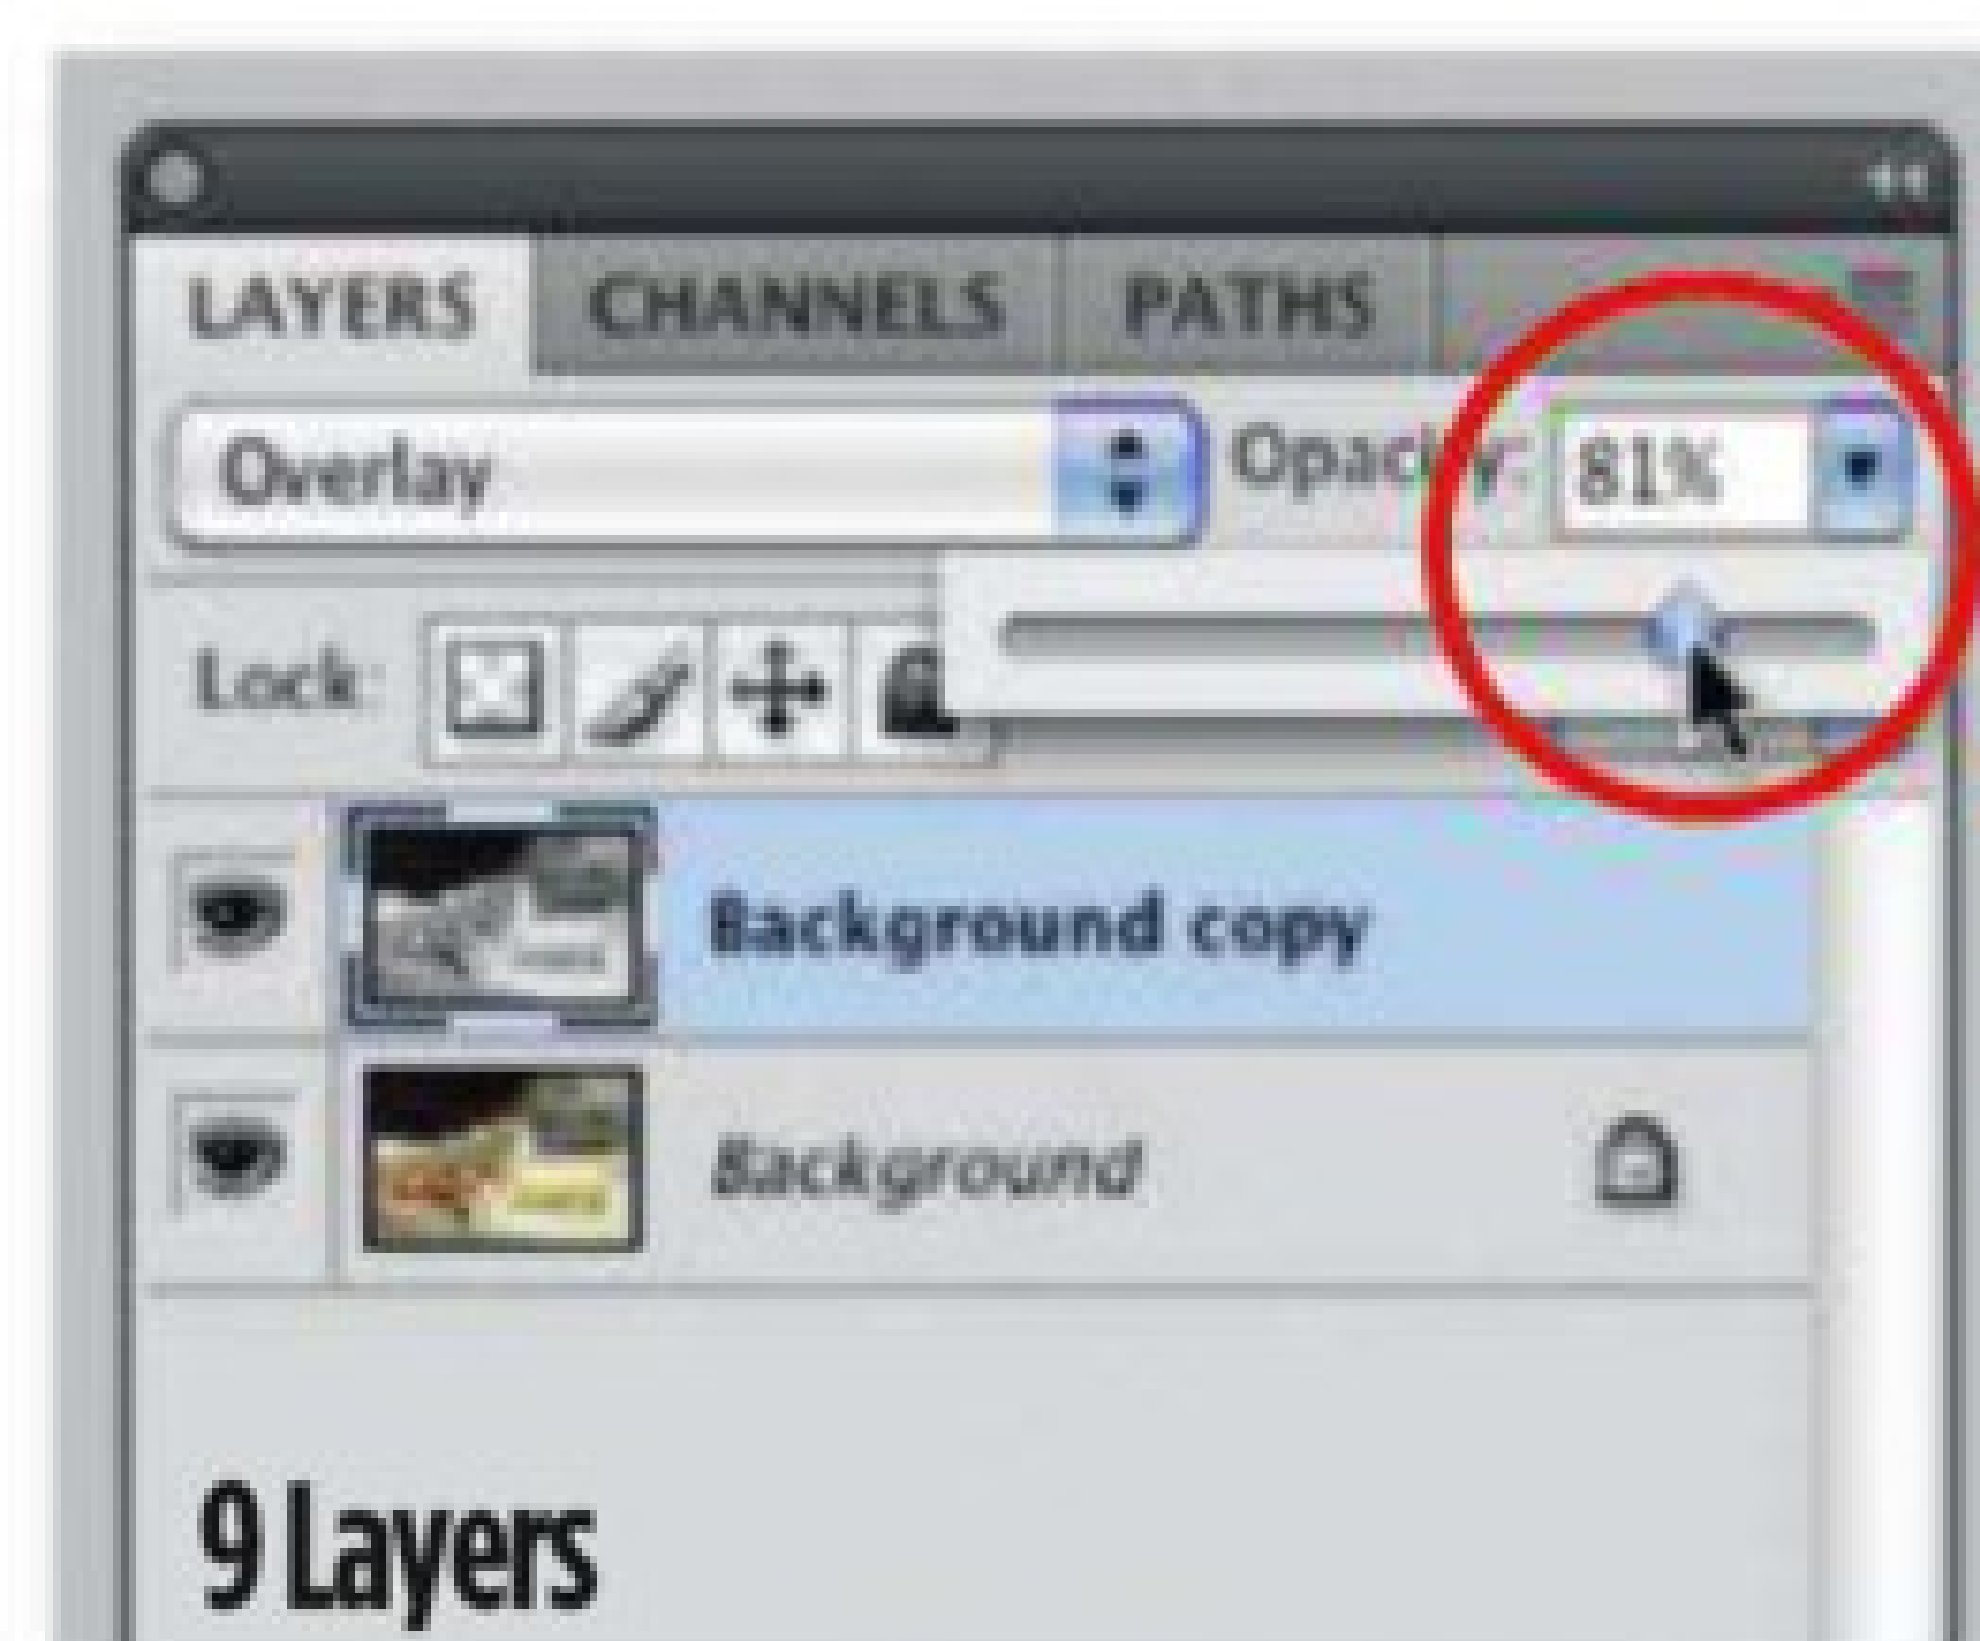 LAYERS CHANNELS PATHS
Overlay Opacity: 81%
Lock:
Background copy
Background
9 Layers